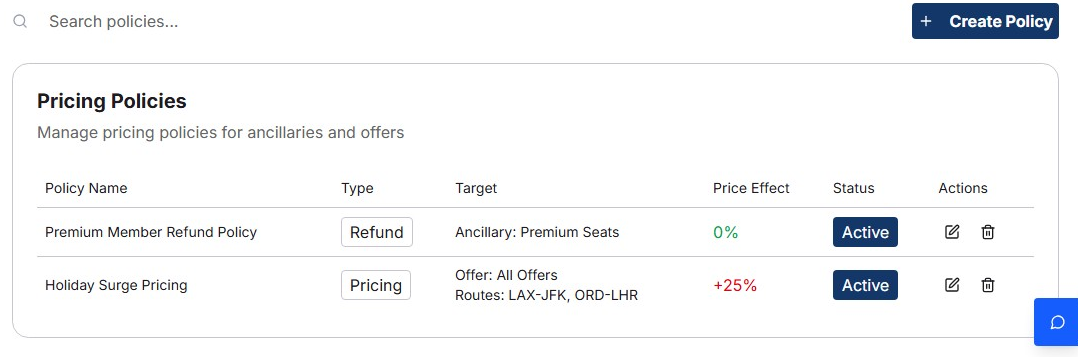 Search policies...
+ Create Policy
Pricing Policies
Manage pricing policies for ancillaries and offers
Policy Name Type Target Price Effect Status Actions
Premium Member Refund Policy Refund Ancillary: Premium Seats 0% Active
Holiday Surge Pricing Pricing Offer: All Offers +25% Active
Routes: LAX-JFK, ORD-LHR